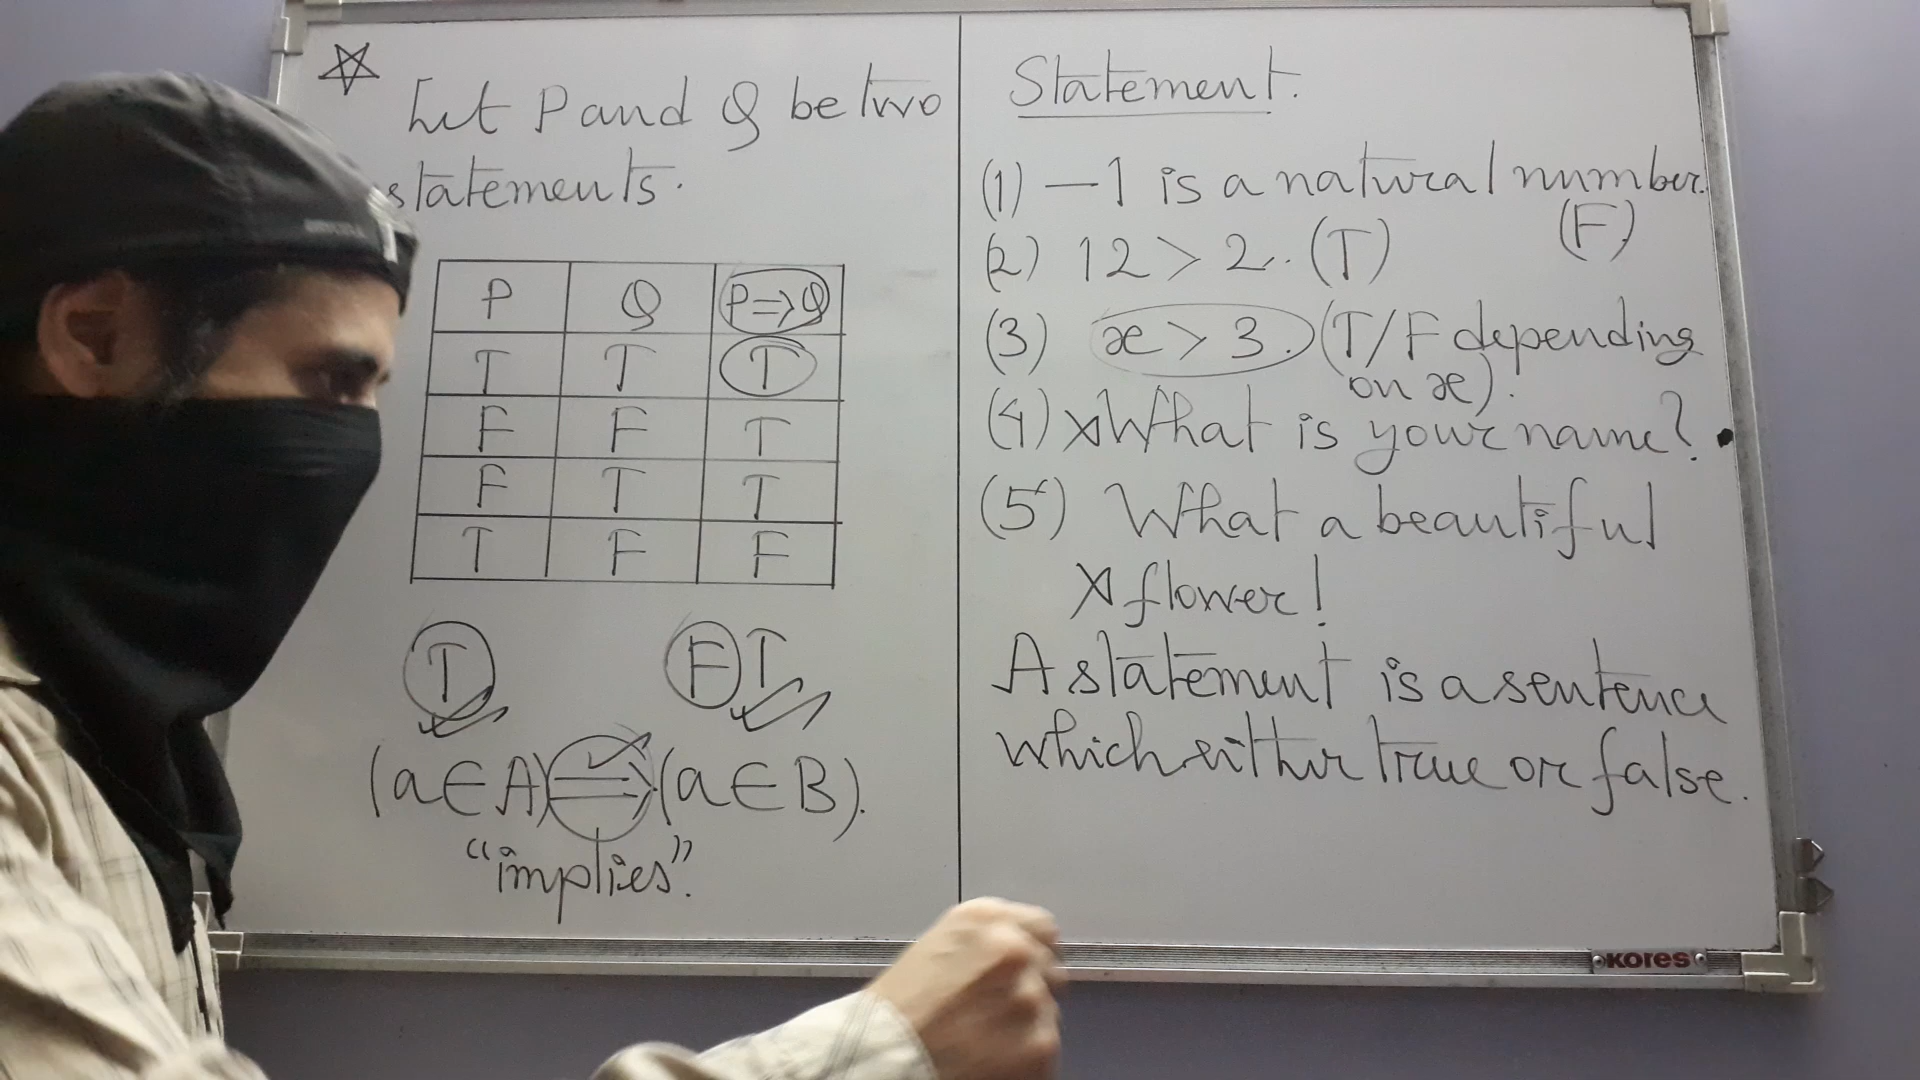 Let P and Q be two
statements.
P Q P⇒Q
T T T
F F T
F T T
T F F
T F T
(a∈A)⇒(a∈B).
"implies".
Statement.
(1) —1 is a natural number.
(F)
(2) 12 > 2. (T)
(3) x > 3. (T/F depending
on x).
(4) x What is your name?
(5) What a beautiful
x flower!
A statement is a sentence
which either true or false.
KORES